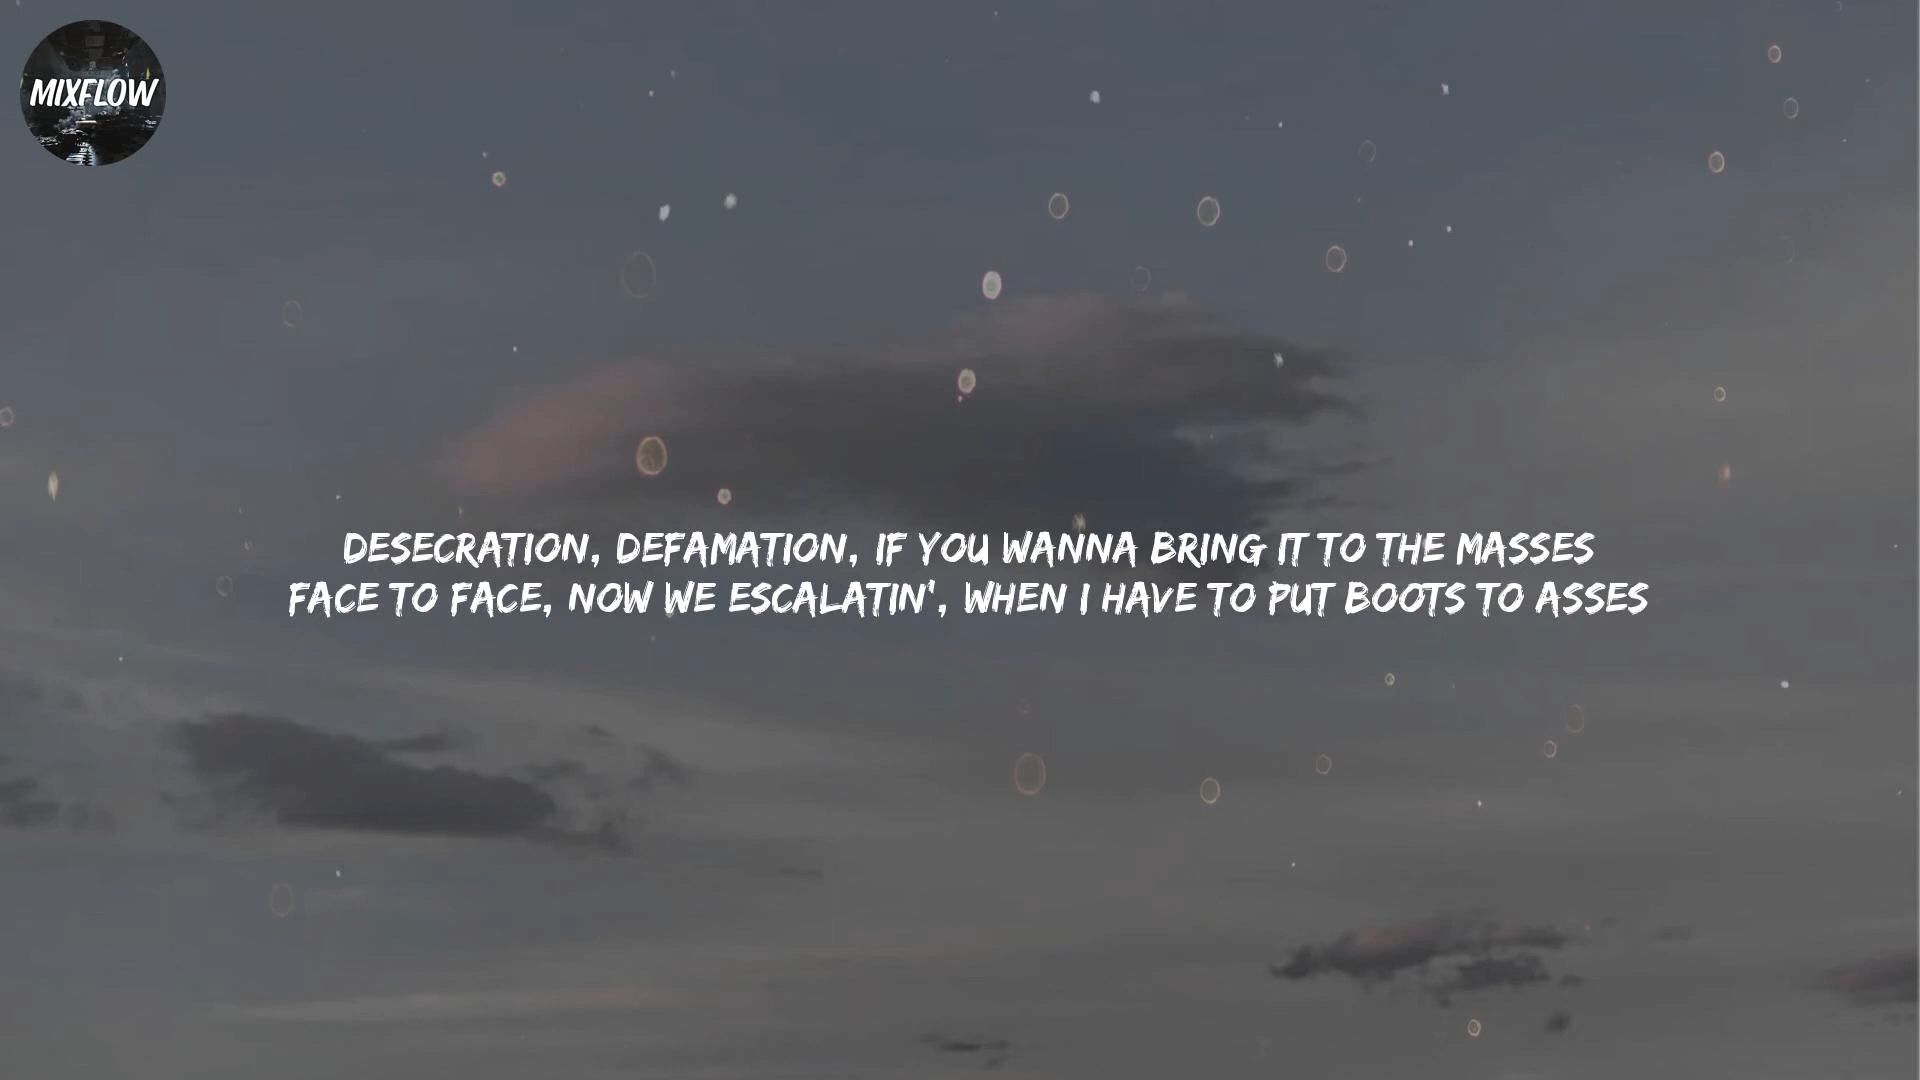 MIXFLOW
DESECRATION, DEFAMATION, IF YOU WANNA BRING IT TO THE MASSES
FACE TO FACE, NOW WE ESCALATIN', WHEN I HAVE TO PUT BOOTS TO ASSES